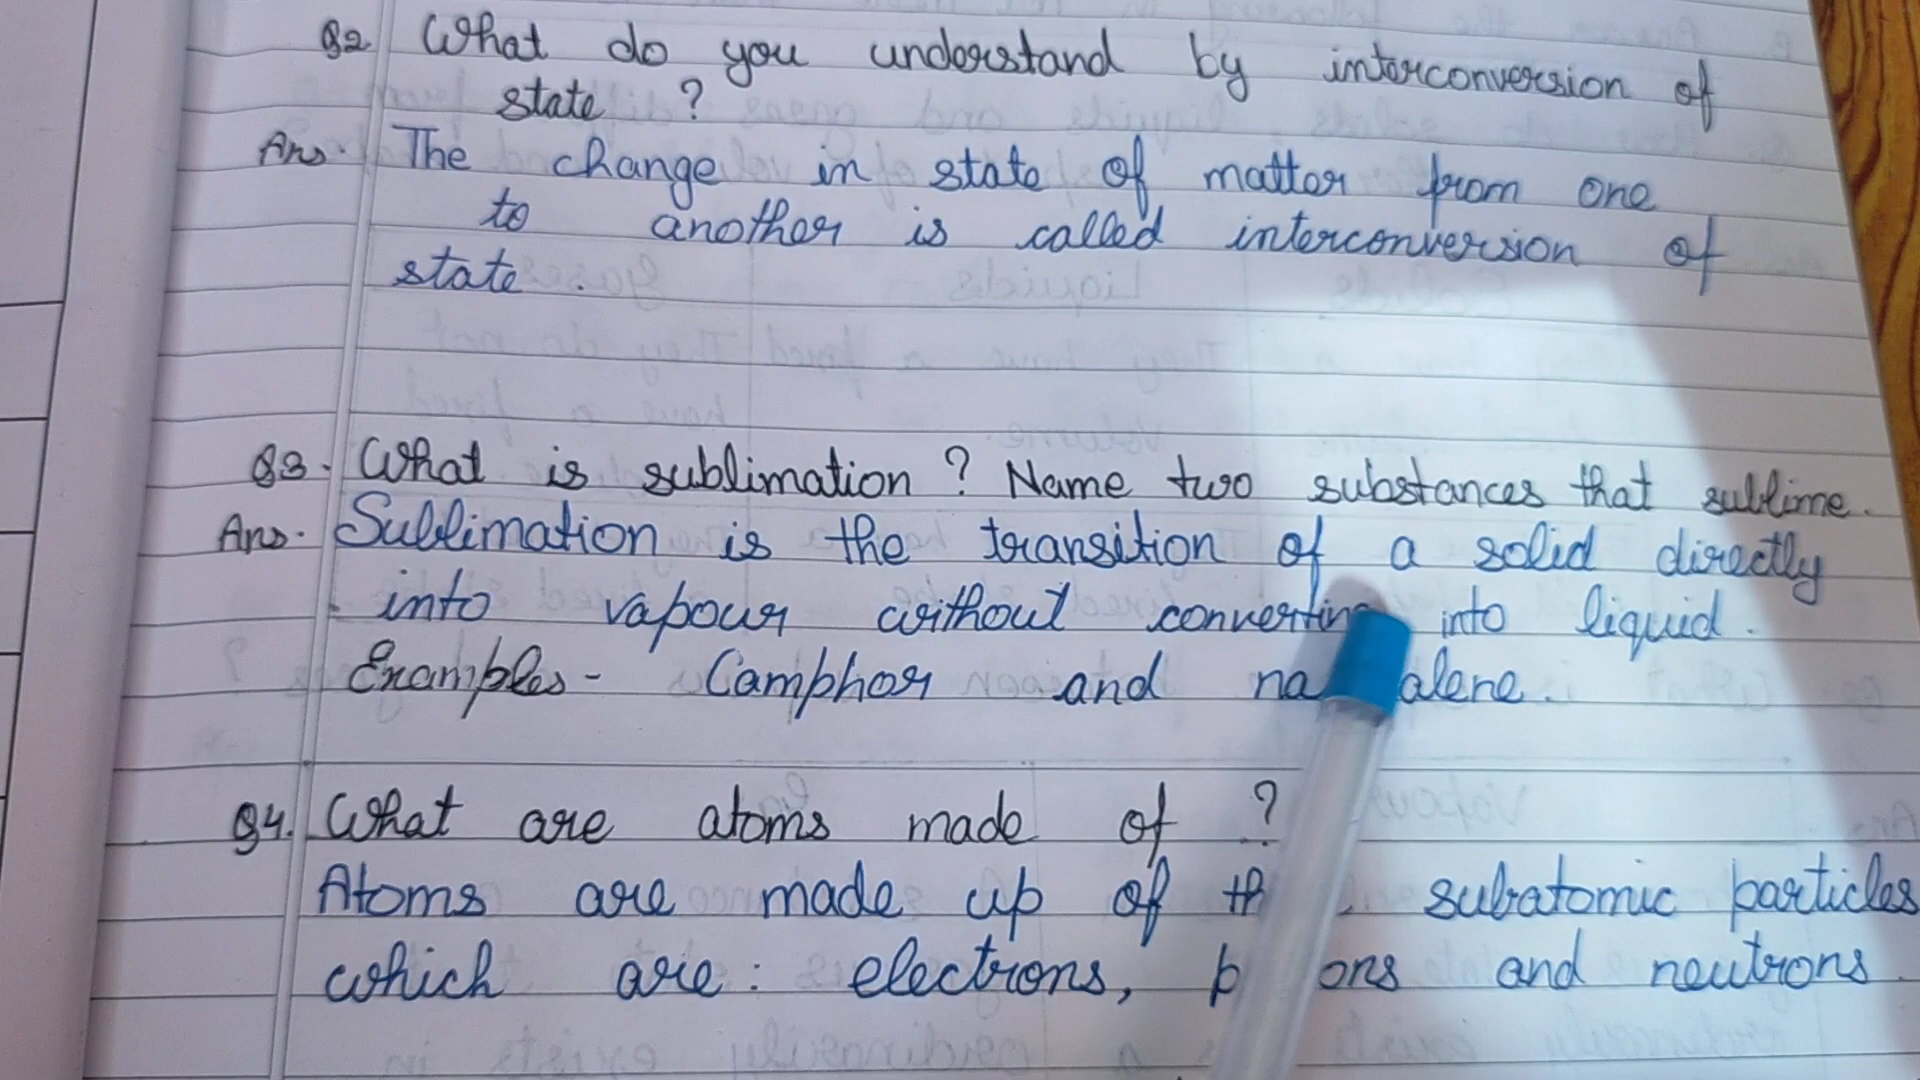 Q2 What do you understand by interconversion of
state ?
Ans. The change in state of matter from one
to another is called interconversion of
state.
Q3. What is sublimation ? Name two substances that sublime.
Ans. Sublimation is the transition of a solid directly
into vapour without into liquid.
Examples - Camphor and
Q4. What are atoms made of ?
Atoms are made up of subatomic particles
which are : electrons, and neutrons.